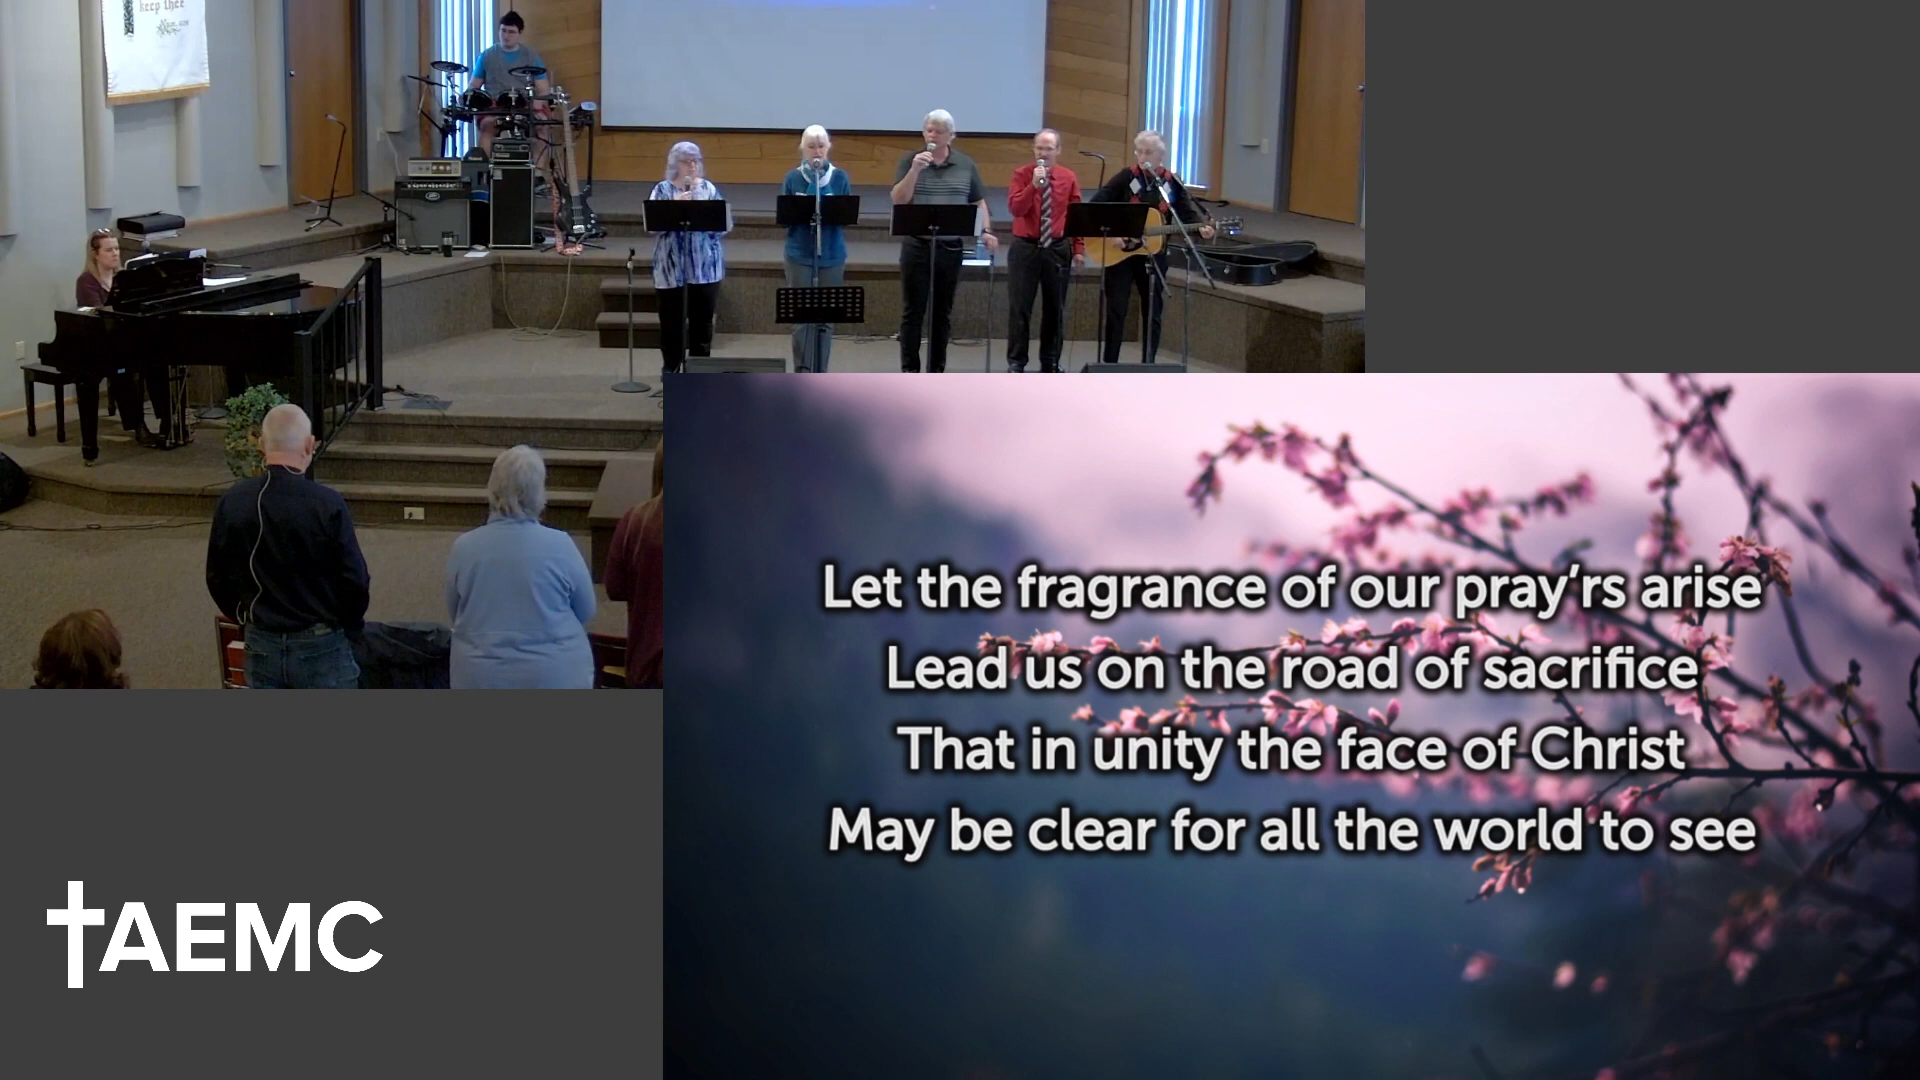 keep thee
Let the fragrance of our pray’rs arise
Lead us on the road of sacrifice
That in unity the face of Christ
May be clear for all the world to see
AEMC